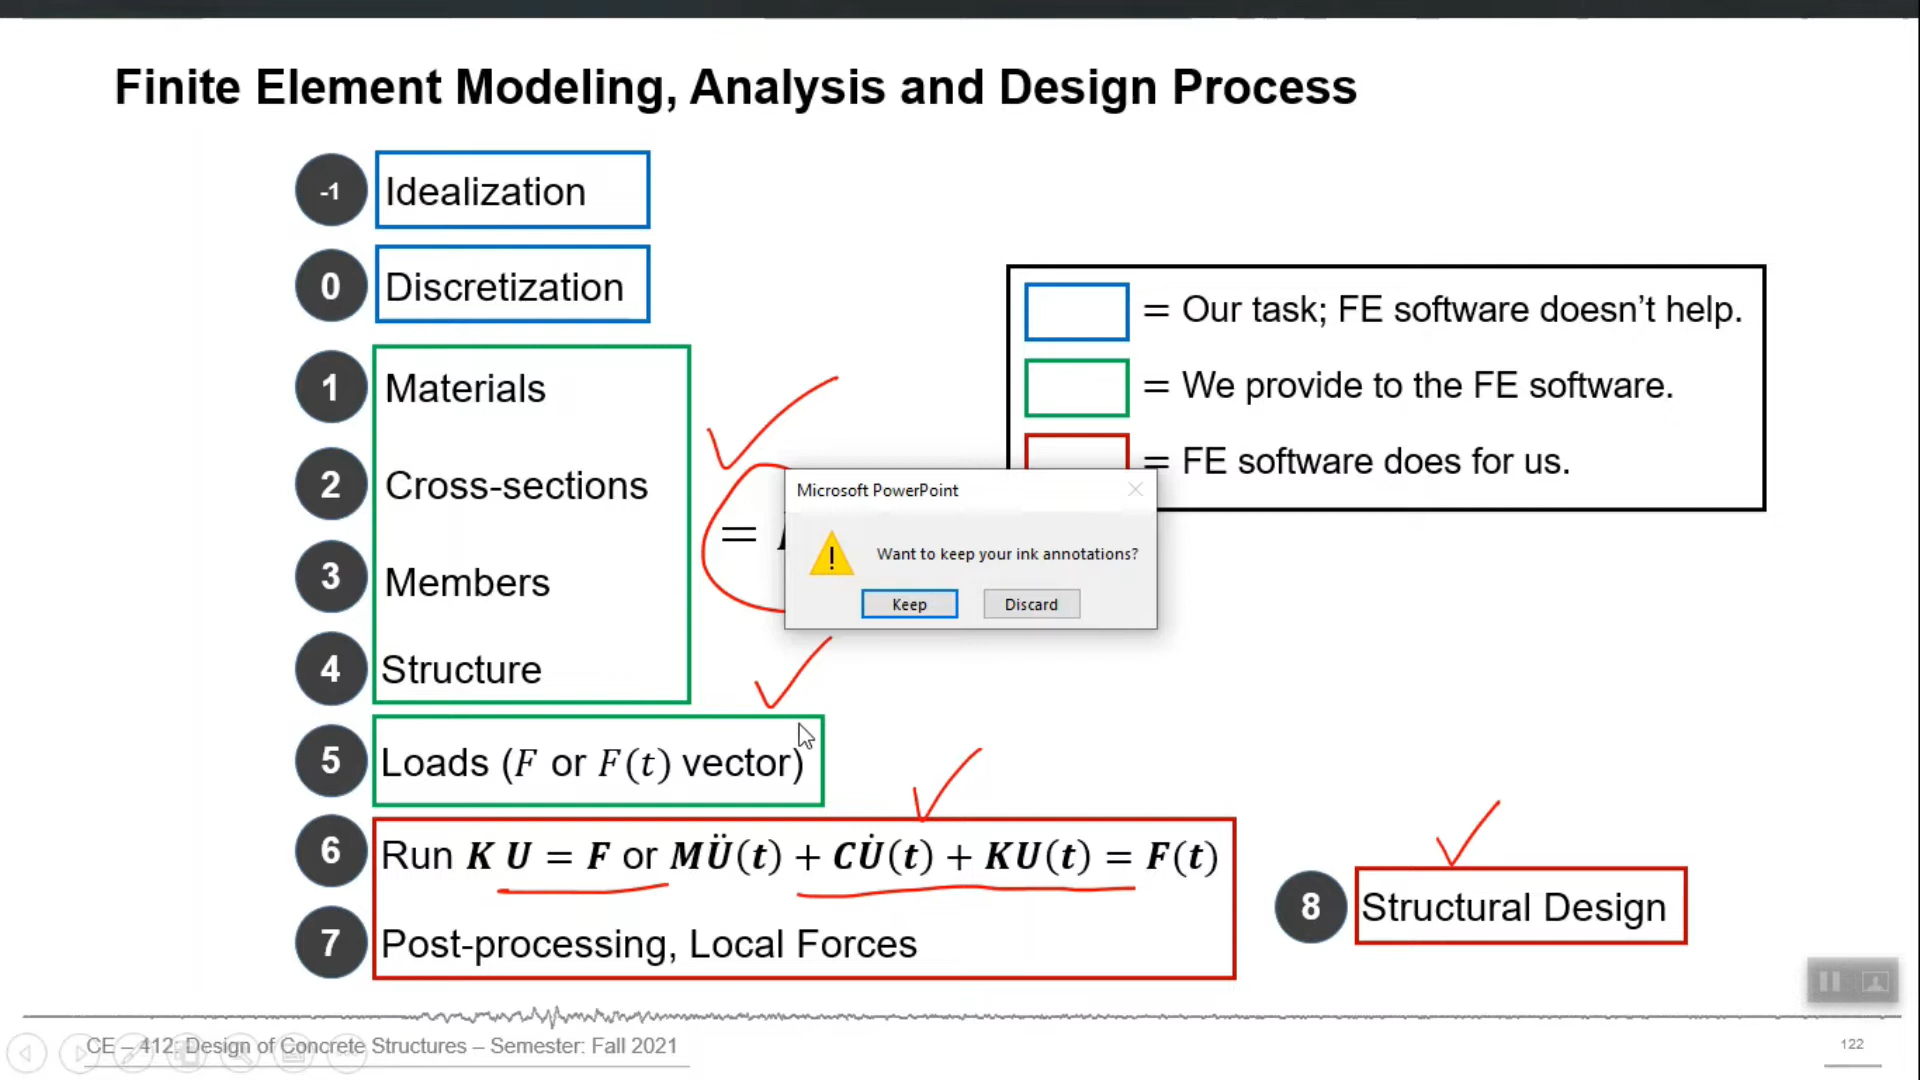 Finite Element Modeling, Analysis and Design Process
-1 Idealization
0 Discretization
= Our task; FE software doesn’t help.
1 Materials
= We provide to the FE software.
2 Cross-sections
= FE software does for us.
Microsoft PowerPoint
=
Want to keep your ink annotations?
Keep Discard
3 Members
4 Structure
5 Loads (F or F(t) vector)
6 Run K U = F or MÜ(t) + CU̇(t) + KU(t) = F(t)
8 Structural Design
7 Post-processing, Local Forces
CE – 412: Design of Concrete Structures – Semester: Fall 2021
122